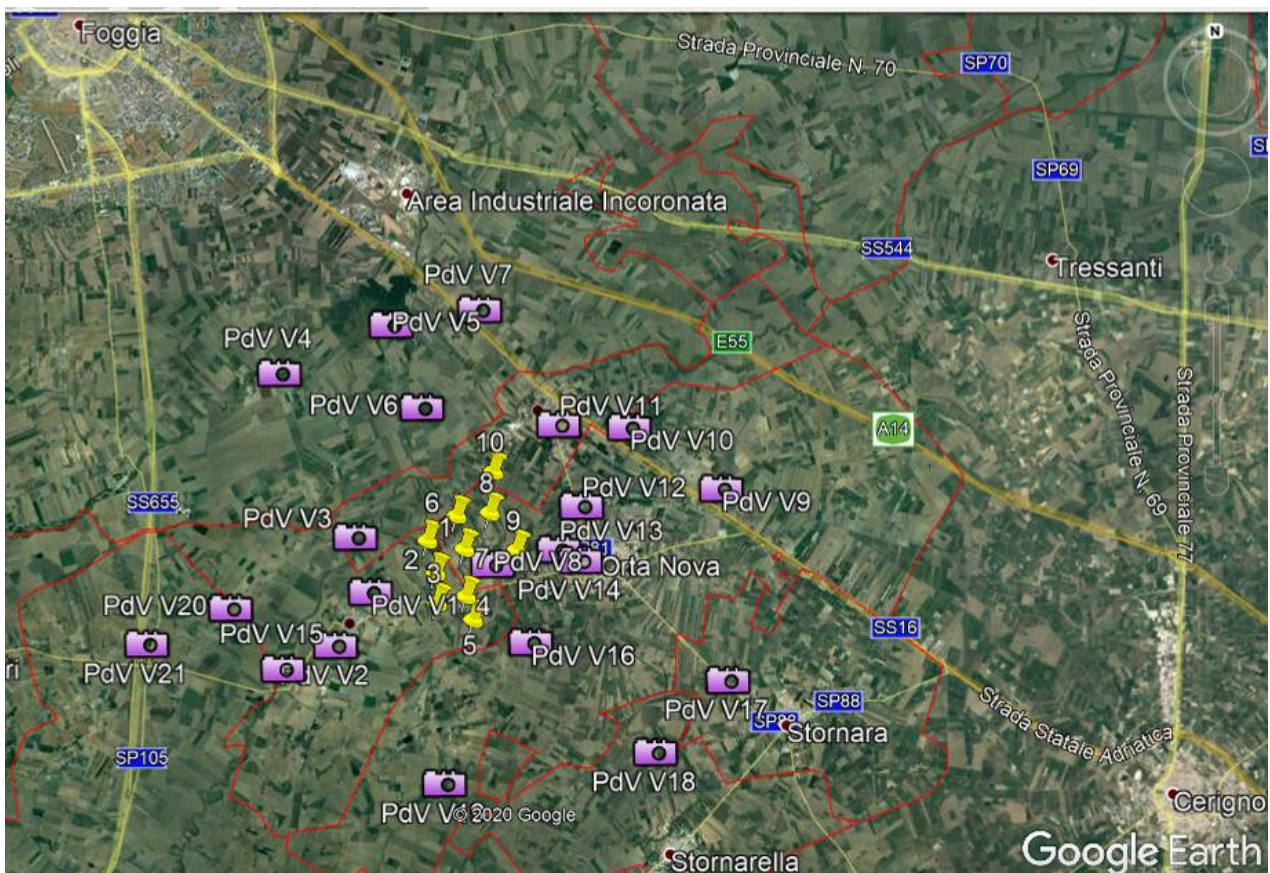 Foggia
N
Strada Provinciale N. 70
SP70
SP69
Area Industriale Incoronata
SS544
Tressanti
PdV V7
PdV V5
E55
PdV V4
Strada Provinciale N. 69
Strada Provinciale 77
PdV V6
PdV V11
A14
PdV V10
10
8
PdV V12
PdV V9
SS655
6
PdV V3
1
9
PdV V13
2
7
PdV V8
Orta Nova
3
PdV V14
PdV V1
4
PdV V20
PdV V15
SS16
5
PdV V16
PdV V21
PdV V2
ri
PdV V17
SP88
Stornara
Strada Statale Adriatica
SP105
PdV V18
PdV
© 2020 Google
Cerigno
Stornarella
Google Earth